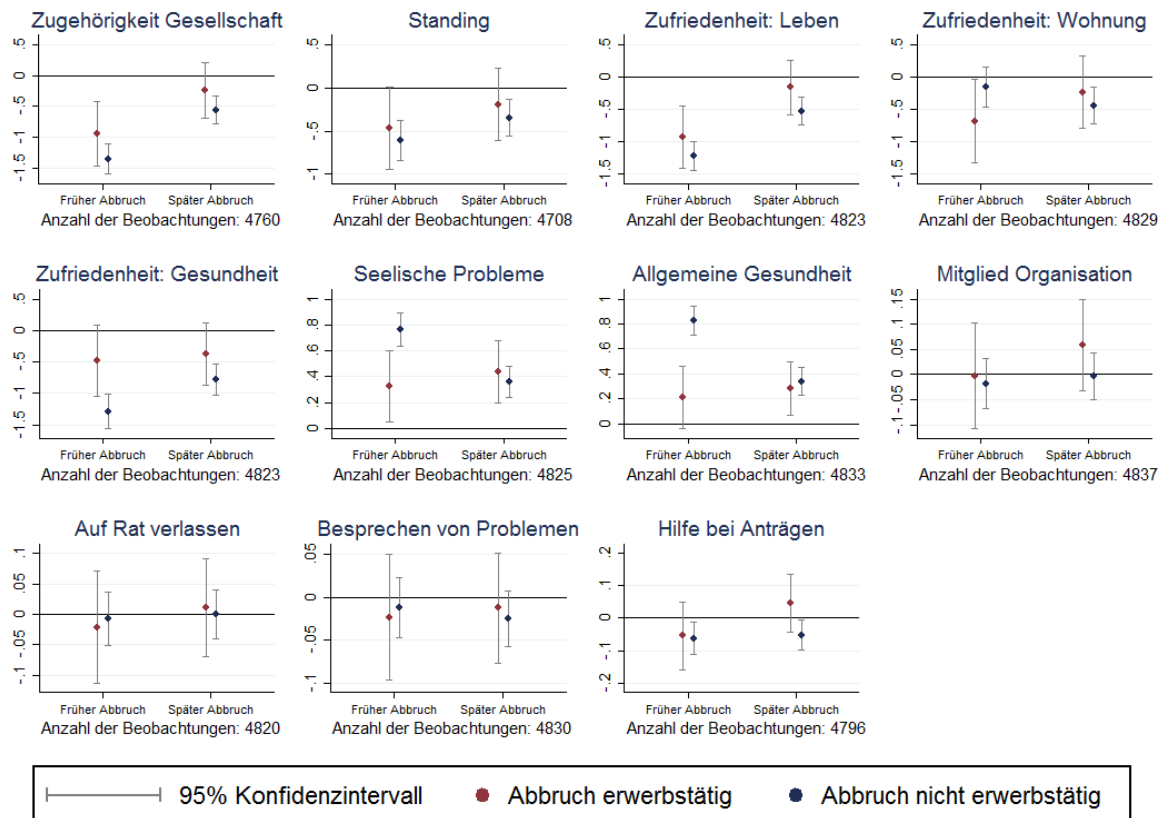 Zugehörigkeit Gesellschaft
.5
0
-.5
-1
-1.5
Früher Abbruch Später Abbruch
Anzahl der Beobachtungen: 4760
Standing
.5
0
-.5
-1
Früher Abbruch Später Abbruch
Anzahl der Beobachtungen: 4708
Zufriedenheit: Leben
.5
0
-.5
-1
-1.5
Früher Abbruch Später Abbruch
Anzahl der Beobachtungen: 4823
Zufriedenheit: Wohnung
.5
0
-.5
-1
-1.5
Früher Abbruch Später Abbruch
Anzahl der Beobachtungen: 4829
Zufriedenheit: Gesundheit
.5
0
-.5
-1
-1.5
Früher Abbruch Später Abbruch
Anzahl der Beobachtungen: 4823
Seelische Probleme
1
.8
.6
.4
.2
0
Früher Abbruch Später Abbruch
Anzahl der Beobachtungen: 4825
Allgemeine Gesundheit
1
.8
.6
.4
.2
0
Früher Abbruch Später Abbruch
Anzahl der Beobachtungen: 4833
Mitglied Organisation
.15
.1
.05
0
-.05
-.1
Früher Abbruch Später Abbruch
Anzahl der Beobachtungen: 4837
Auf Rat verlassen
.1
.05
0
-.05
-.1
Früher Abbruch Später Abbruch
Anzahl der Beobachtungen: 4820
Besprechen von Problemen
.05
0
-.05
-.1
Früher Abbruch Später Abbruch
Anzahl der Beobachtungen: 4830
Hilfe bei Anträgen
.2
.1
0
-.1
-.2
Früher Abbruch Später Abbruch
Anzahl der Beobachtungen: 4796
95% Konfidenzintervall Abbruch erwerbstätig Abbruch nicht erwerbstätig